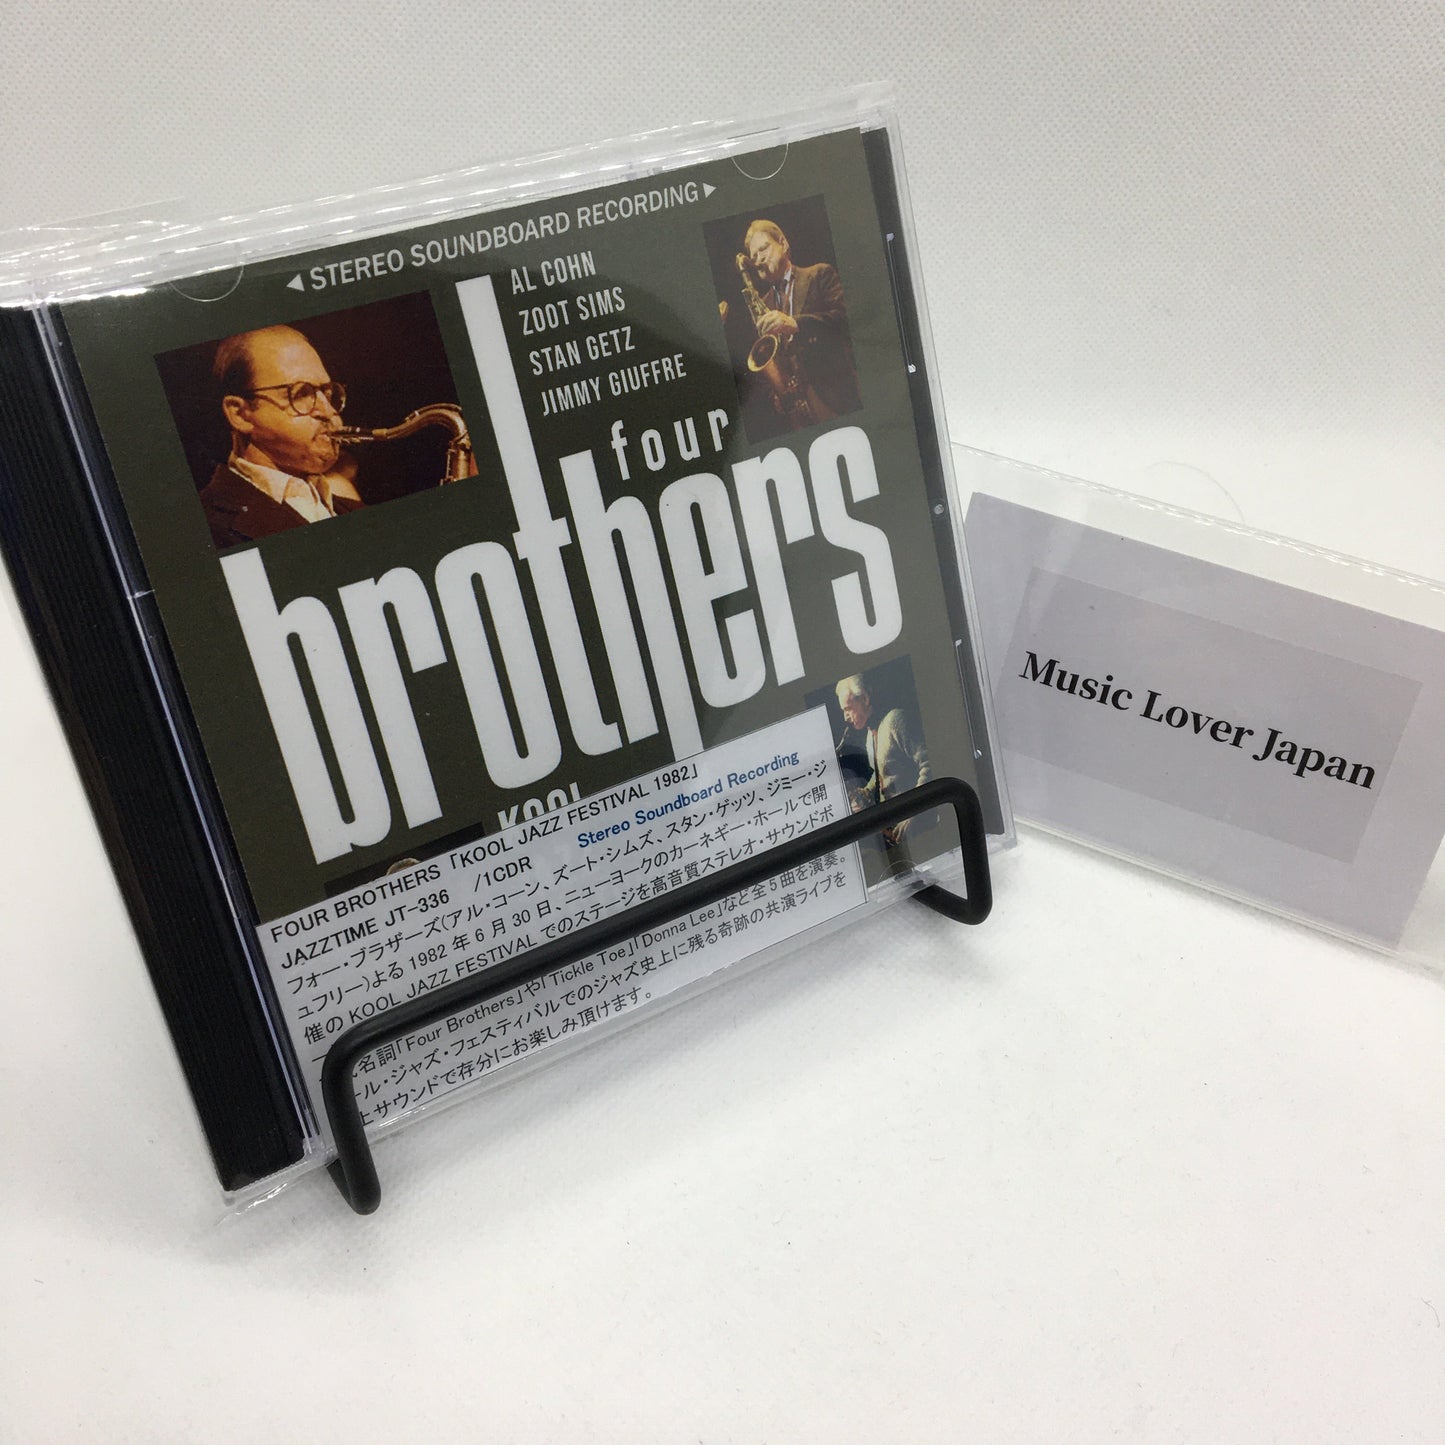 ◀ STEREO SOUNDBOARD RECORDING ▶
AL COHN
ZOOT SIMS
STAN GETZ
JIMMY GIUFFRE
four
brothers
KOOL
FOUR BROTHERS「KOOL JAZZ FESTIVAL 1982」
JAZZTIME JT-336 /1CDR Stereo Soundboard Recording
フォー・ブラザーズ(アル・コーン、ズート・シムズ、スタン・ゲッツ、ジミー・ジ
ュフリー)よる 1982 年 6 月 30 日、ニューヨークのカーネギー・ホールで開
催の KOOL JAZZ FESTIVAL でのステージを高音質ステレオ・サウンドボ
名詞「Four Brothers」や「Tickle Toe」「Donna Lee」など全 5 曲を演奏。
ール・ジャズ・フェスティバルでのジャズ史上に残る奇跡の共演ライブを
上サウンドで存分にお楽しみ頂けます。
Music Lover Japan